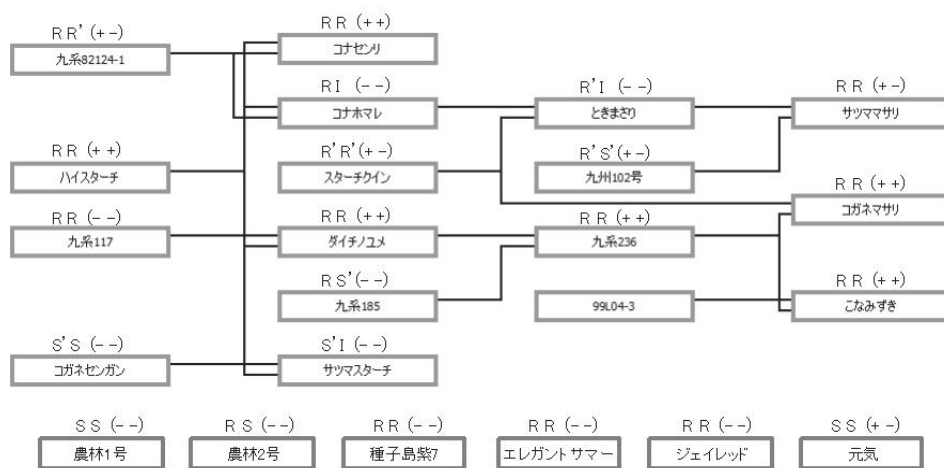 RR'(+-)
九系82124-1
RR(++)
コナセンリ
RI(--)
コナホマレ
R'I(--)
ときまさり
RR(+-)
サツママサリ
RR(++)
ハイスターチ
R'R'(+-)
スターチクイン
R'S'(+-)
九州102号
RR(++)
コガネマサリ
RR(--)
九系117
RR(++)
ダイチノユメ
RR(++)
九系236
RS'(--)
九系185
99L04-3
RR(++)
こなみずき
S'S(--)
コガネセンガン
S'I(--)
サツマスターチ
SS(--)
農林1号
RS(--)
農林2号
RR(--)
種子島紫7
RR(--)
エレガントサマー
RR(--)
ジェイレッド
SS(+-)
元気